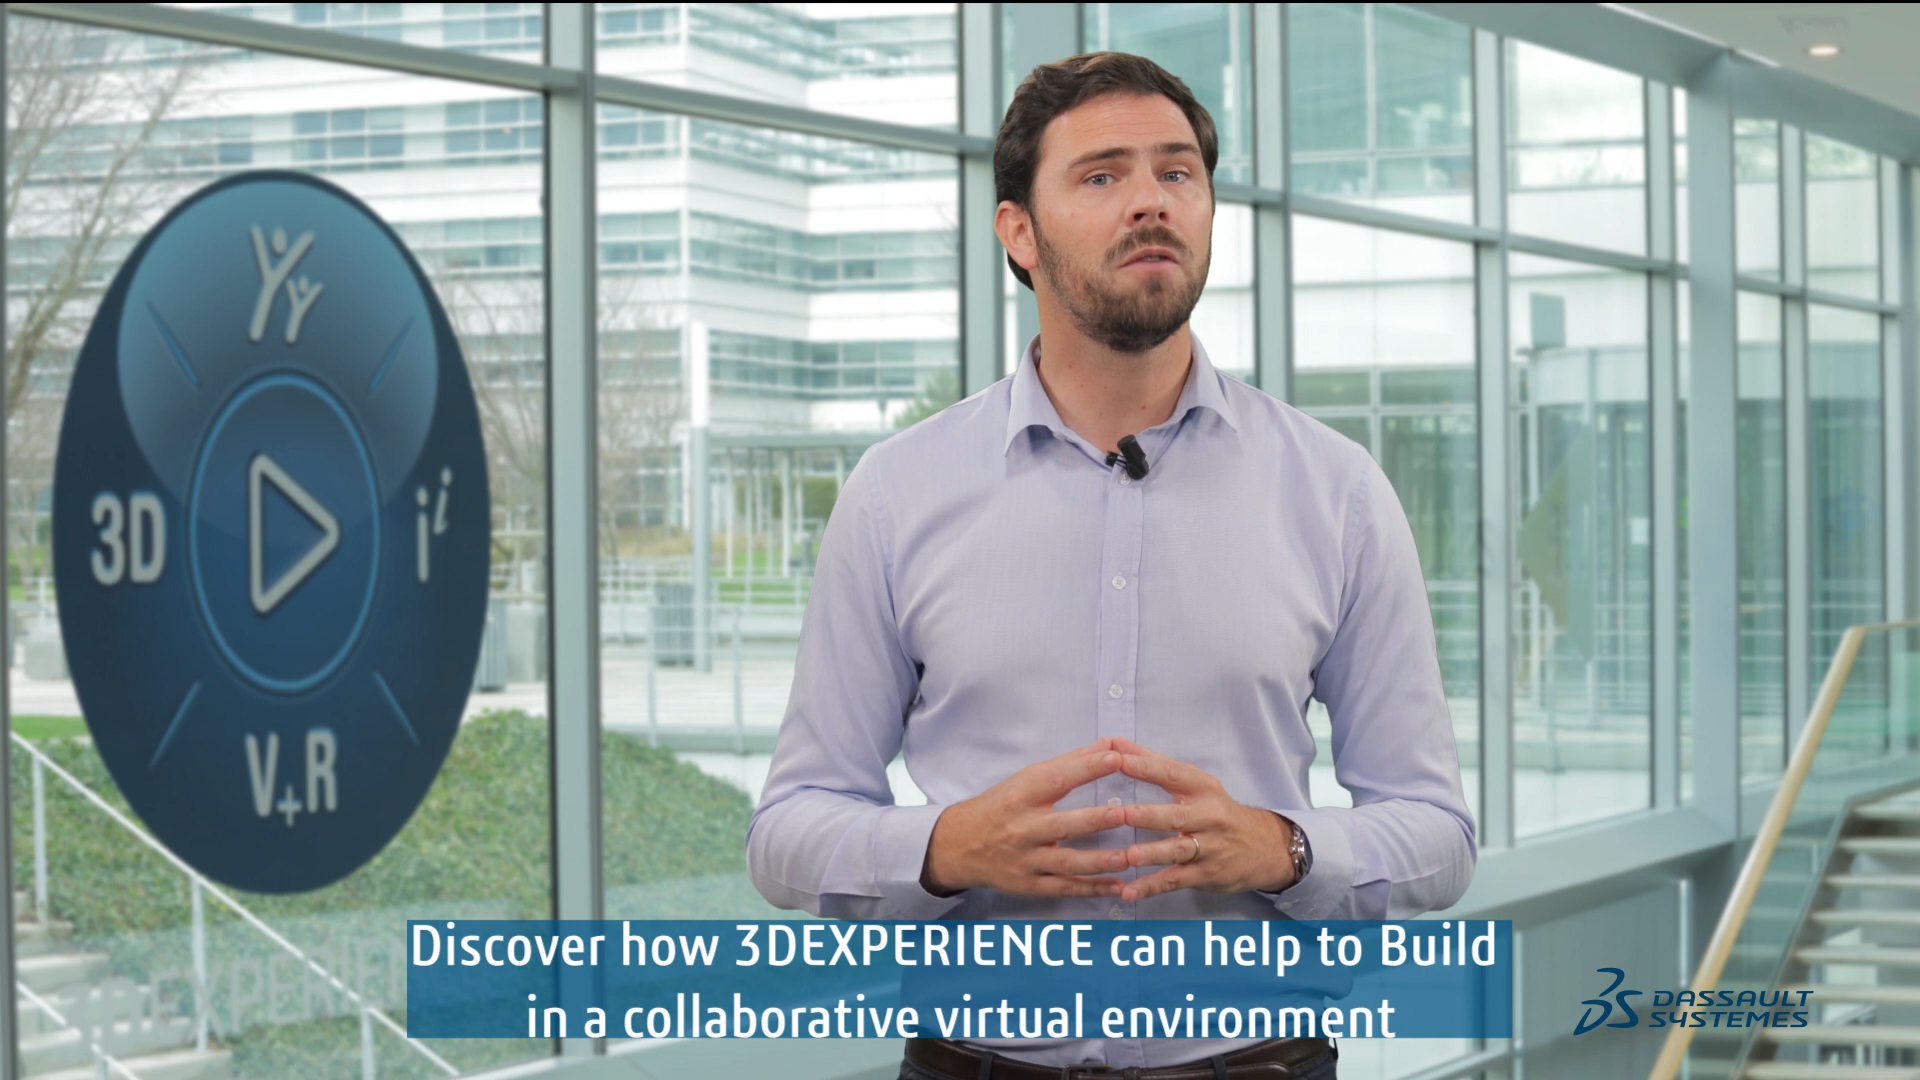 3D
i i
V+R
Discover how 3DEXPERIENCE can help to Build
in a collaborative virtual environment
DASSAULT
SYSTEMES